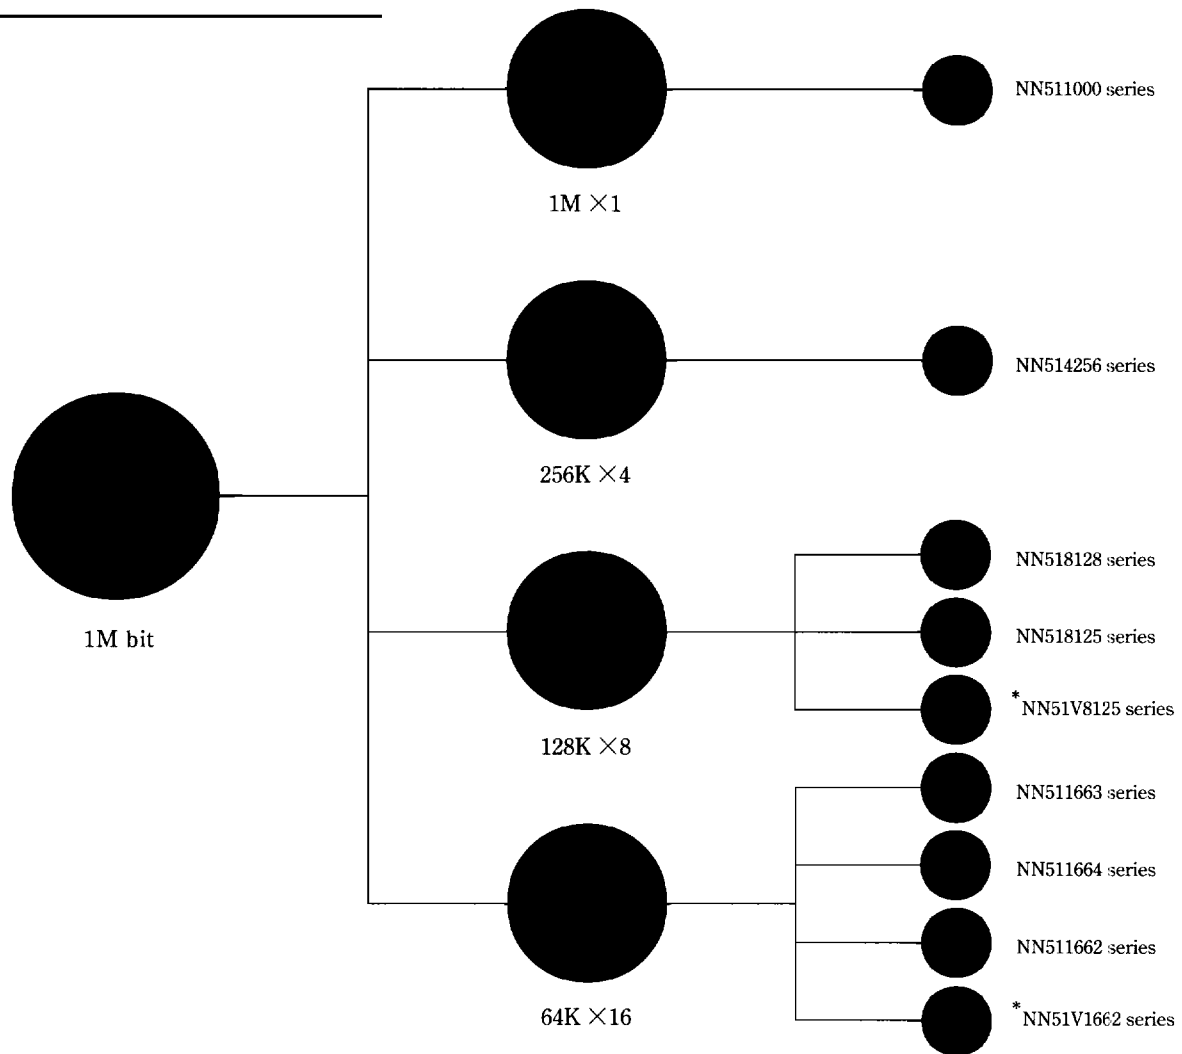 NN511000 series
1M ×1
NN514256 series
256K ×4
1M bit
NN518128 series
NN518125 series
*NN51V8125 series
128K ×8
NN511663 series
NN511664 series
NN511662 series
*NN51V1662 series
64K ×16